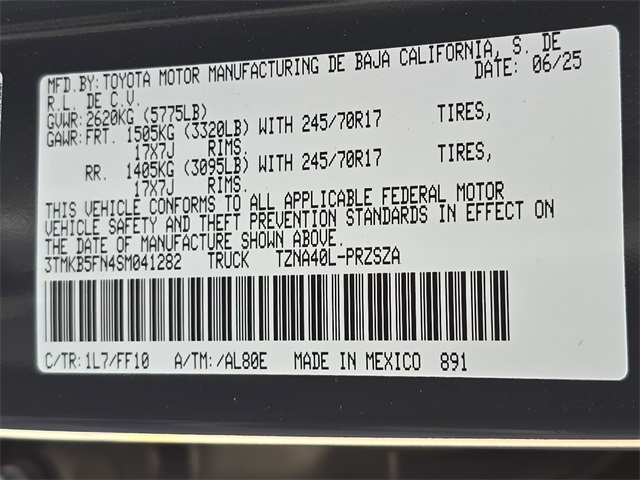 MFD.BY:TOYOTA MOTOR MANUFACTURING DE BAJA CALIFORNIA, S. DE
R.L. DE C.V. DATE: 06/25
GVWR:2620KG (5775LB)
GAWR:FRT. 1505KG (3320LB) WITH 245/70R17 TIRES,
17X7J RIMS.
RR. 1405KG (3095LB) WITH 245/70R17 TIRES,
17X7J RIMS.
THIS VEHICLE CONFORMS TO ALL APPLICABLE FEDERAL MOTOR
VEHICLE SAFETY AND THEFT PREVENTION STANDARDS IN EFFECT ON
THE DATE OF MANUFACTURE SHOWN ABOVE.
3TMKB5FN4SM041282 TRUCK TZNA40L-PRZSZA
C/TR:1L7/FF10 A/TM:/AL80E MADE IN MEXICO 891